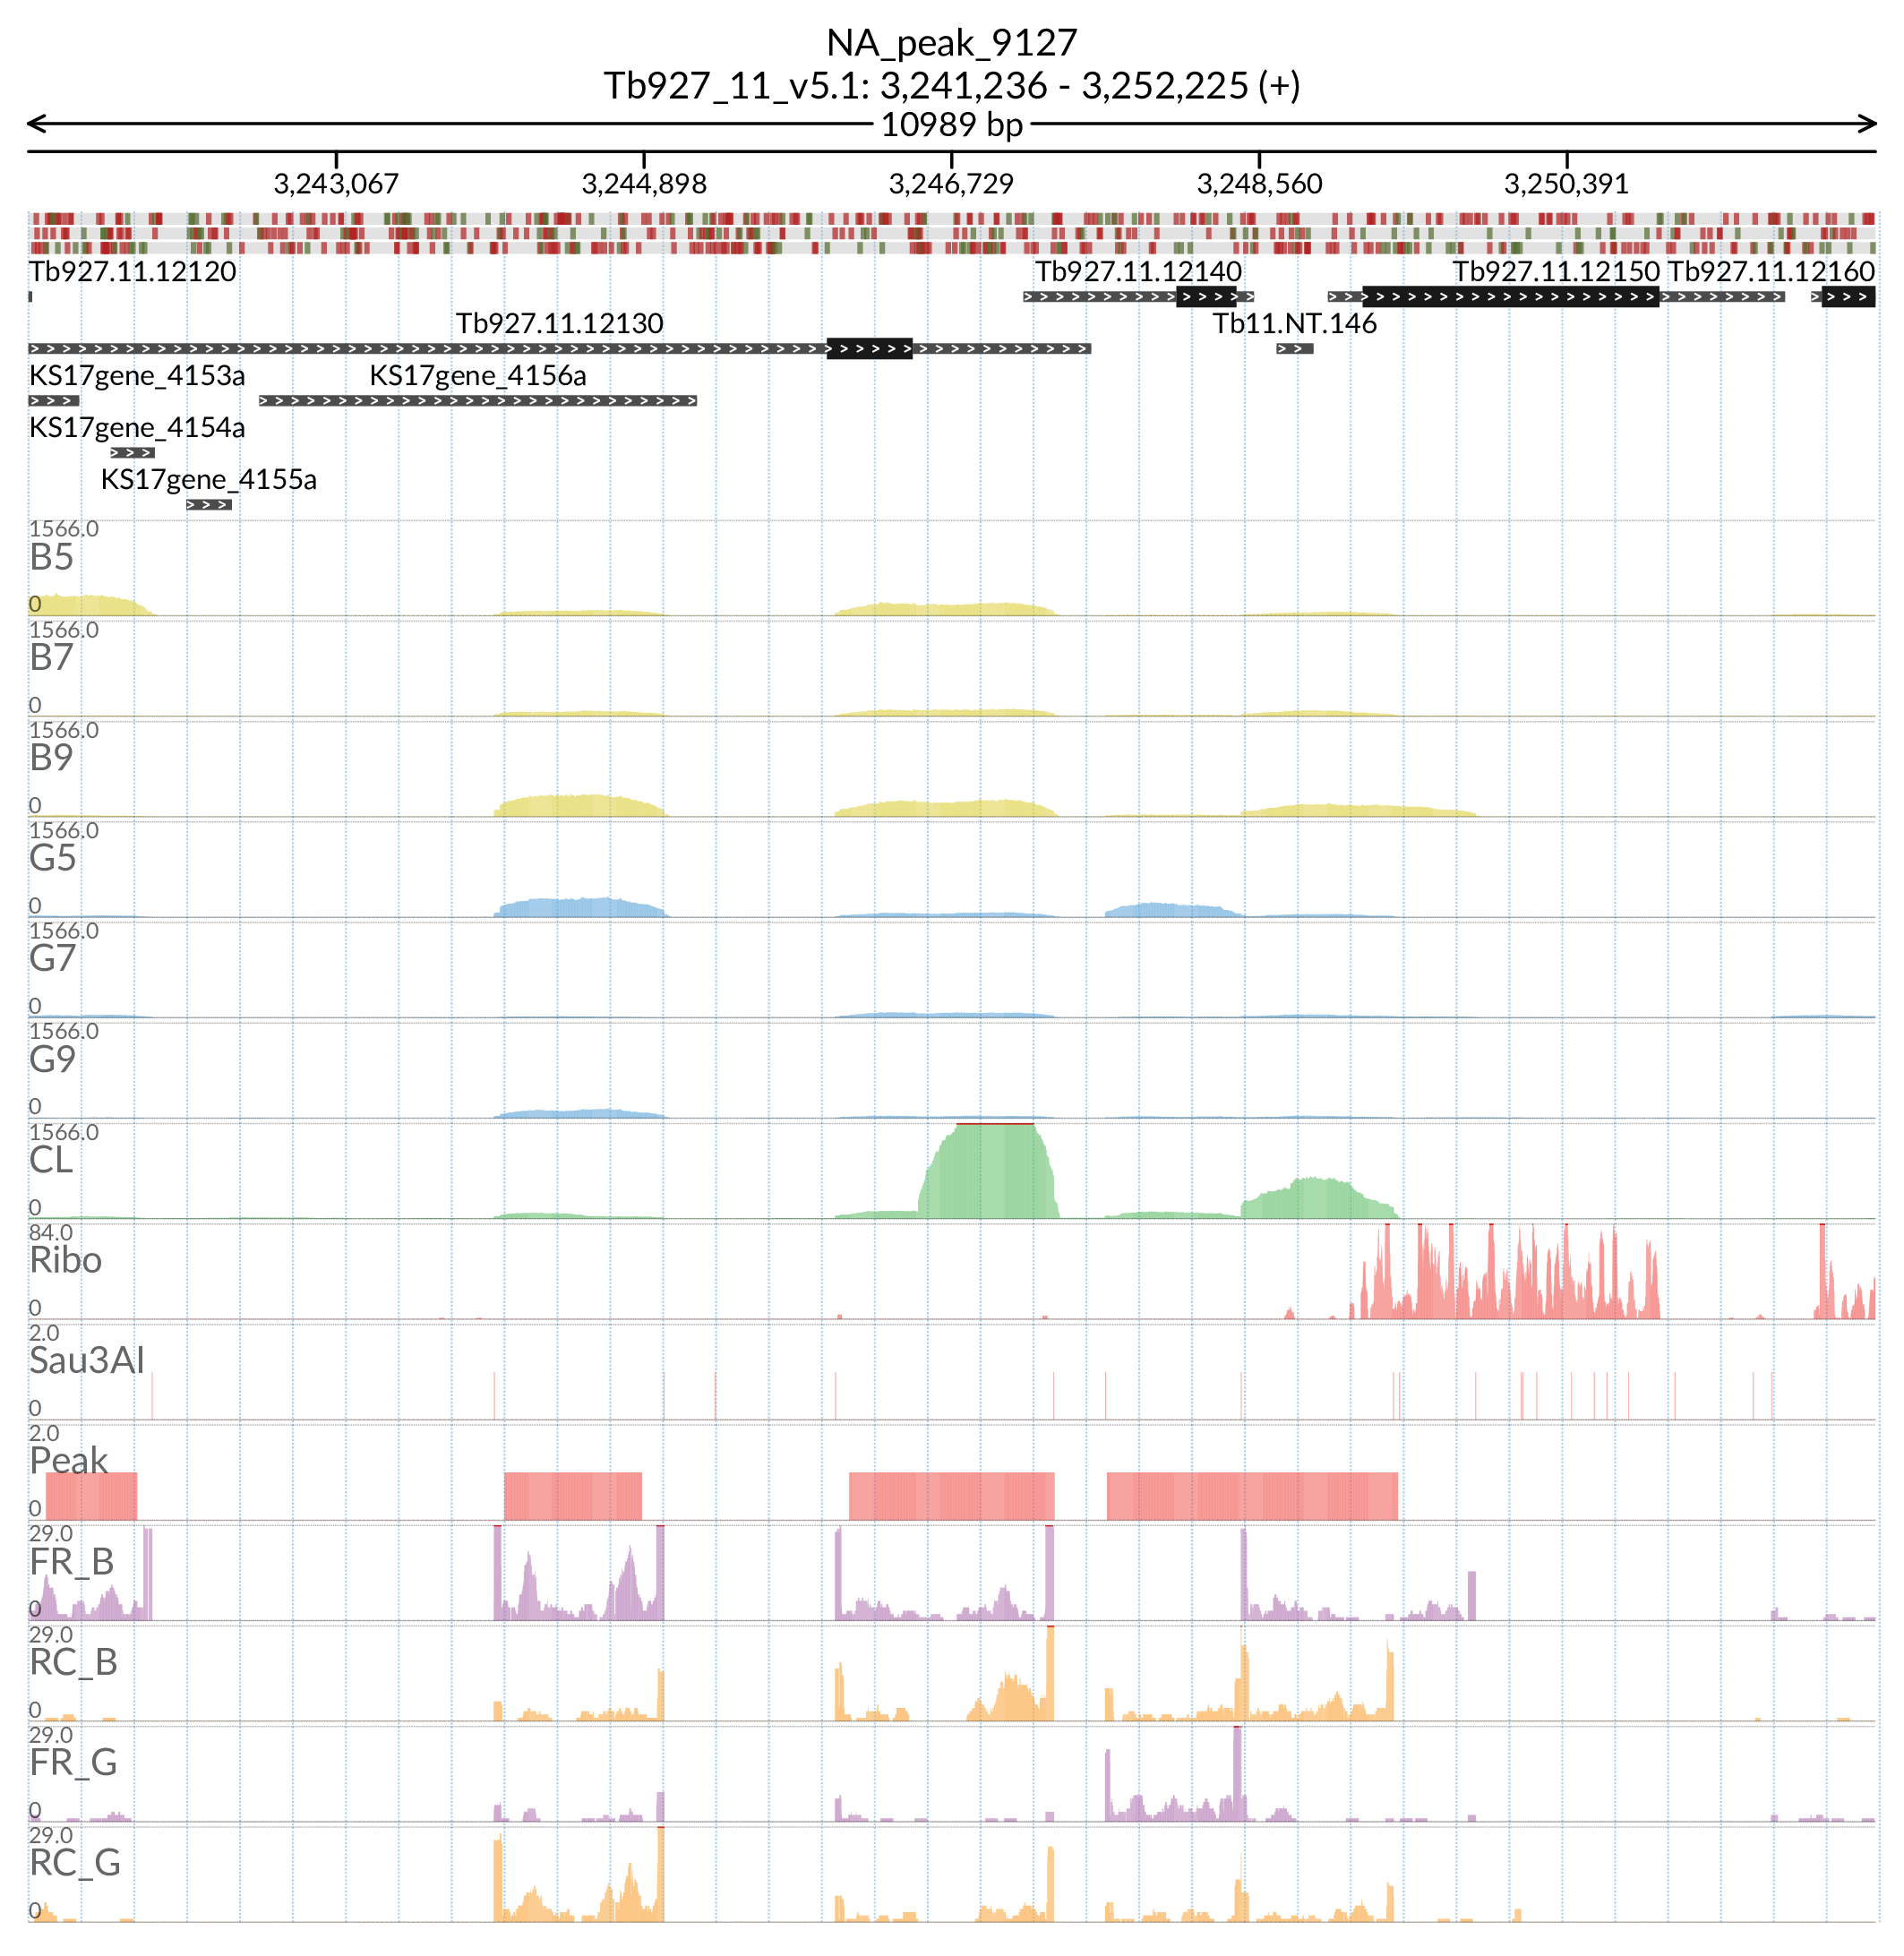 NA_peak_9127
Tb927_11_v5.1: 3,241,236 - 3,252,225 (+)
10989 bp
3,243,067 3,244,898 3,246,729 3,248,560 3,250,391
Tb927.11.12120 Tb927.11.12140 Tb927.11.12150 Tb927.11.12160
Tb927.11.12130 Tb11.NT.146
KS17gene_4153a KS17gene_4156a
KS17gene_4154a
KS17gene_4155a
1566.0
B5
0
1566.0
B7
0
1566.0
B9
0
1566.0
G5
0
1566.0
G7
0
1566.0
G9
0
1566.0
CL
0
84.0
Ribo
0
2.0
Sau3AI
0
2.0
Peak
0
29.0
FR_B
0
29.0
RC_B
0
29.0
FR_G
0
29.0
RC_G
0